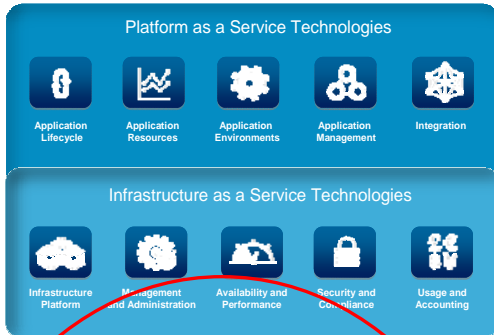 Platform as a Service Technologies
Application
Lifecycle
Application
Resources
Application
Environments
Application
Management
Integration
Infrastructure as a Service Technologies
Infrastructure
Platform
Management
and Administration
Availability and
Performance
Security and
Compliance
Usage and
Accounting